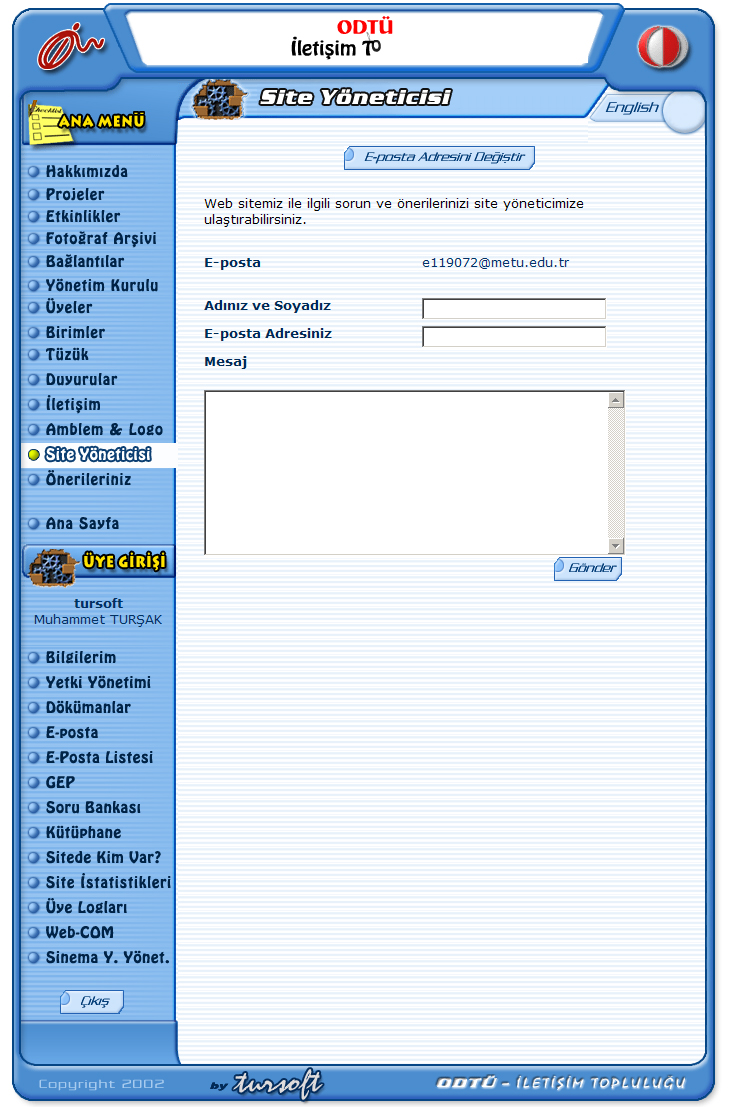 ODTÜ
İletişim TO
Site Yöneticisi
English
Checklist
ANA MENÜ
Hakkımızda
Projeler
Etkinlikler
Fotoğraf Arşivi
Bağlantılar
Yönetim Kurulu
Üyeler
Birimler
Tüzük
Duyurular
İletişim
Amblem & Logo
Site Yöneticisi
Önerileriniz
Ana Sayfa
ÜYE GİRİŞİ
tursoft
Muhammet TURŞAK
Bilgilerim
Yetki Yönetimi
Dökümanlar
E-posta
E-Posta Listesi
GEP
Soru Bankası
Kütüphane
Sitede Kim Var?
Site İstatistikleri
Üye Logları
Web-COM
Sinema Y. Yönet.
Çıkış
E-posta Adresini Değiştir
Web sitemiz ile ilgili sorun ve önerilerinizi site yöneticimize
ulaştırabilirsiniz.
E-posta e119072@metu.edu.tr
Adınız ve Soyadız
E-posta Adresiniz
Mesaj
Gönder
Copyright 2002
by tursoft
ODTÜ - İLETİŞİM TOPLULUĞU